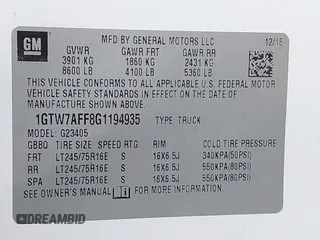 GM
MFD BY GENERAL MOTORS LLC 12/15
GVWR GAWR FRT GAWR RR
3901 KG 1860 KG 2431 KG
8600 LB 4100 LB 5360 LB
THIS VEHICLE CONFORMS TO ALL APPLICABLE U.S. FEDERAL MOTOR
VEHICLE SAFETY STANDARDS IN EFFECT ON THE DATE OF
MANUFACTURE SHOWN ABOVE.
1GTW7AFF8G1194935 TYPE: TRUCK
MODEL: G23405
GBBQ TIRE SIZE SPEED RTG RIM COLD TIRE PRESSURE
FRT LT245/75R16E S 16X6.5J 340KPA(50PSI)
RR LT245/75R16E S 16X6.5J 550KPA(80PSI)
SPA LT245/75R16E S 16X6.5J 550KPA(80PSI)
SEE OWNER'S MANUAL FOR MORE INFORMATION.
DREAMBID